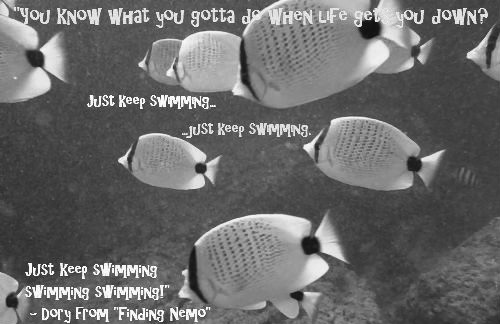 "You know what you gotta do when life gets you down?
Just keep swimming...
...just keep swimming.
Just keep swimming
swimming swimming!"
- Dory from "Finding Nemo"